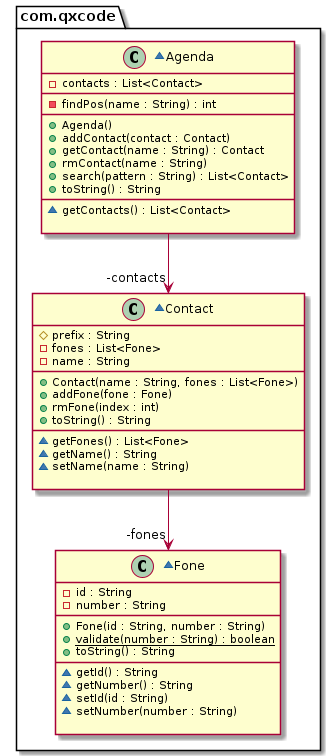 com.qxcode
C Agenda
contacts : List<Contact>
findPos(name : String) : int
Agenda()
addContact(contact : Contact)
getContact(name : String) : Contact
rmContact(name : String)
search(pattern : String) : List<Contact>
toString() : String
getContacts() : List<Contact>
-contacts
C Contact
prefix : String
fones : List<Fone>
name : String
Contact(name : String, fones : List<Fone>)
addFone(fone : Fone)
rmFone(index : int)
toString() : String
getFones() : List<Fone>
getName() : String
setName(name : String)
-fones
C Fone
id : String
number : String
Fone(id : String, number : String)
validate(number : String) : boolean
toString() : String
getId() : String
getNumber() : String
setId(id : String)
setNumber(number : String)